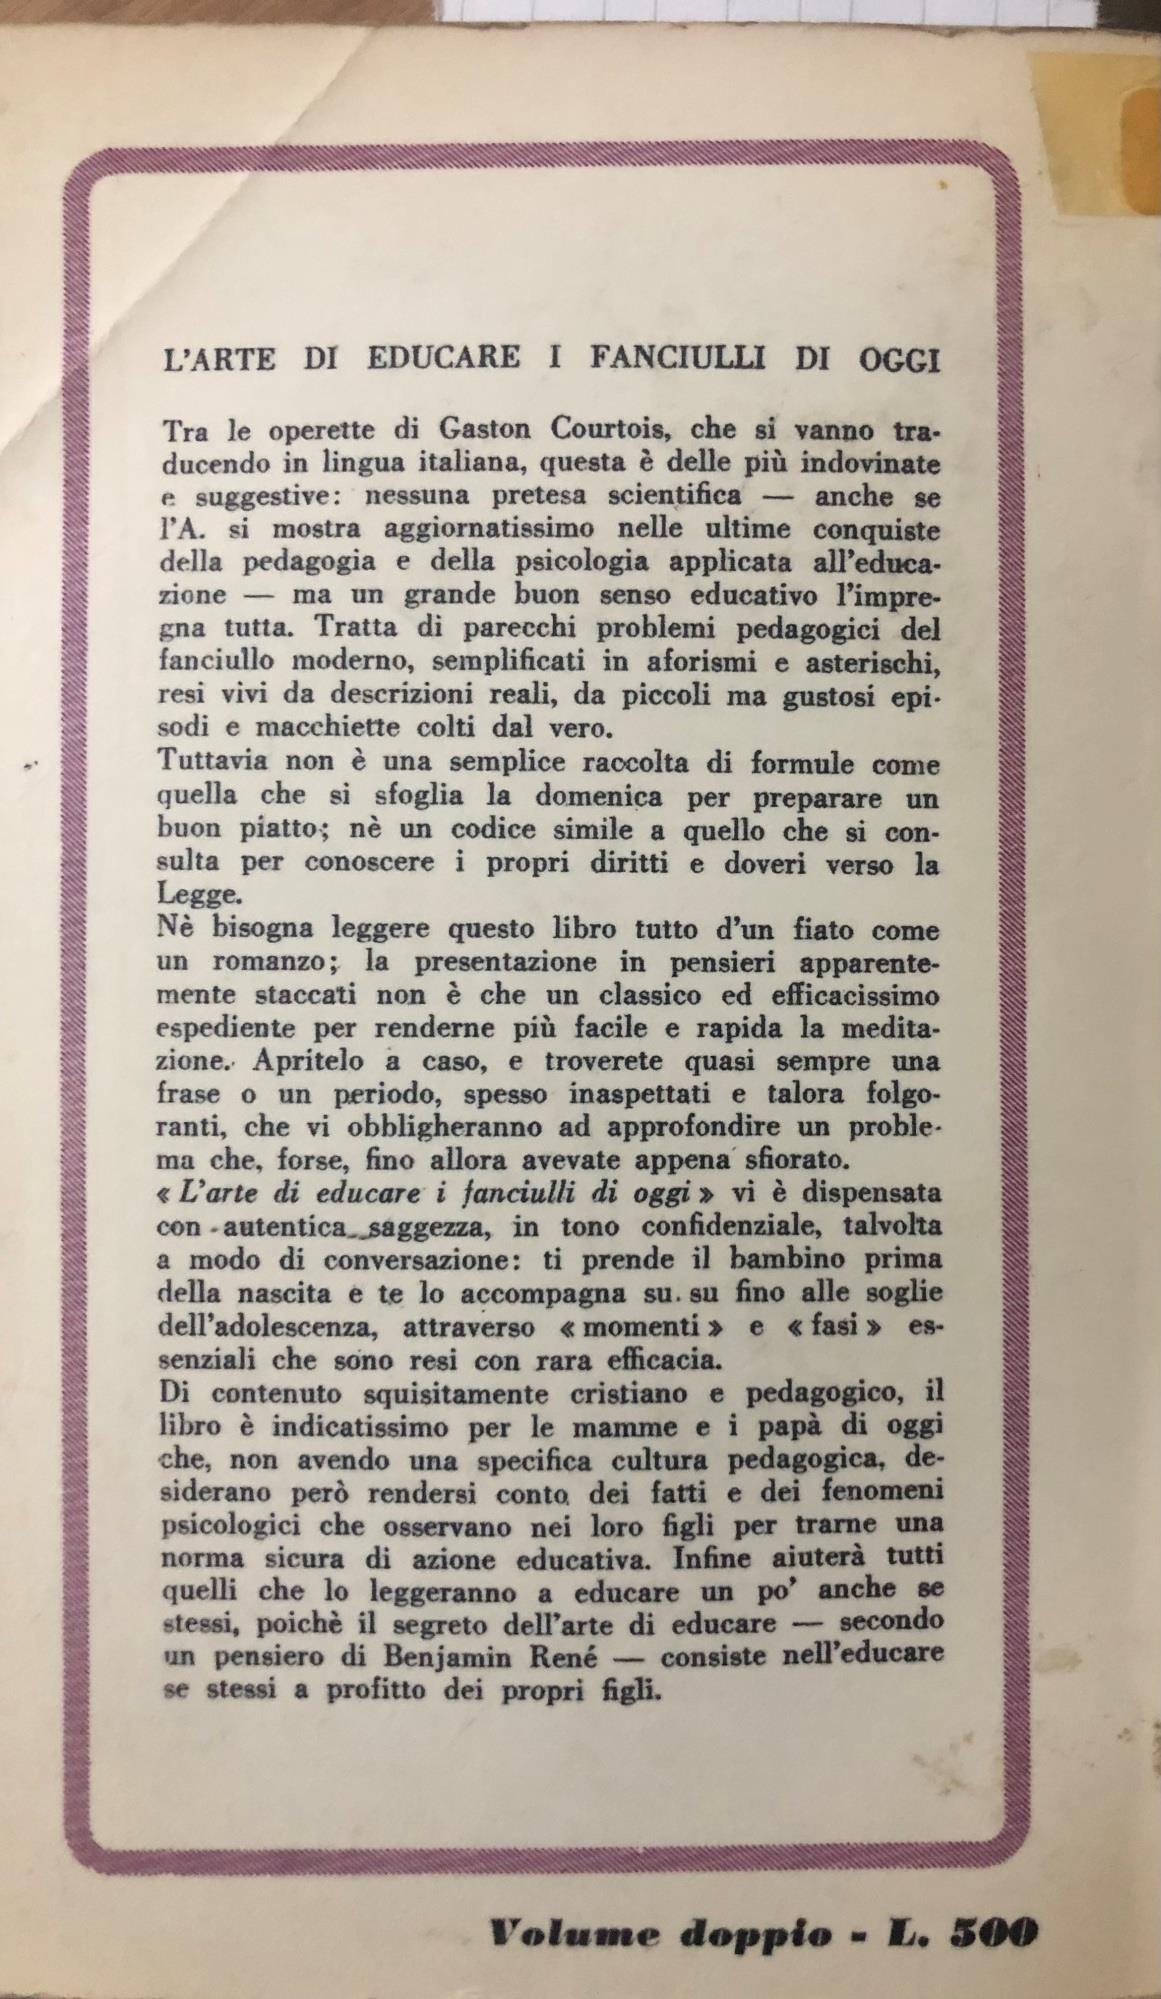 L'ARTE DI EDUCARE I FANCIULLI DI OGGI
Tra le operette di Gaston Courtois, che si vanno tra-
ducendo in lingua italiana, questa è delle più indovinate
e suggestive: nessuna pretesa scientifica — anche se
l'A. si mostra aggiornatissimo nelle ultime conquiste
della pedagogia e della psicologia applicata all'educa-
zione — ma un grande buon senso educativo l'impre-
gna tutta. Tratta di parecchi problemi pedagogici del
fanciullo moderno, semplificati in aforismi e asterischi,
resi vivi da descrizioni reali, da piccoli ma gustosi epi-
sodi e macchiette colti dal vero.
Tuttavia non è una semplice raccolta di formule come
quella che si sfoglia la domenica per preparare un
buon piatto; nè un codice simile a quello che si con-
sulta per conoscere i propri diritti e doveri verso la
Legge.
Nè bisogna leggere questo libro tutto d'un fiato come
un romanzo; la presentazione in pensieri apparente-
mente staccati non è che un classico ed efficacissimo
espediente per renderne più facile e rapida la medita-
zione. Apritelo a caso, e troverete quasi sempre una
frase o un periodo, spesso inaspettati e talora folgo-
ranti, che vi obbligheranno ad approfondire un proble-
ma che, forse, fino allora avevate appena sfiorato.
« L'arte di educare i fanciulli di oggi » vi è dispensata
con autentica saggezza, in tono confidenziale, talvolta
a modo di conversazione: ti prende il bambino prima
della nascita e te lo accompagna su su fino alle soglie
dell'adolescenza, attraverso « momenti » e « fasi » es-
senziali che sono resi con rara efficacia.
Di contenuto squisitamente cristiano e pedagogico, il
libro è indicatissimo per le mamme e i papà di oggi
che, non avendo una specifica cultura pedagogica, de-
siderano però rendersi conto dei fatti e dei fenomeni
psicologici che osservano nei loro figli per trarne una
norma sicura di azione educativa. Infine aiuterà tutti
quelli che lo leggeranno a educare un po' anche se
stessi, poichè il segreto dell'arte di educare — secondo
un pensiero di Benjamin René — consiste nell'educare
se stessi a profitto dei propri figli.
Volume doppio - L. 500